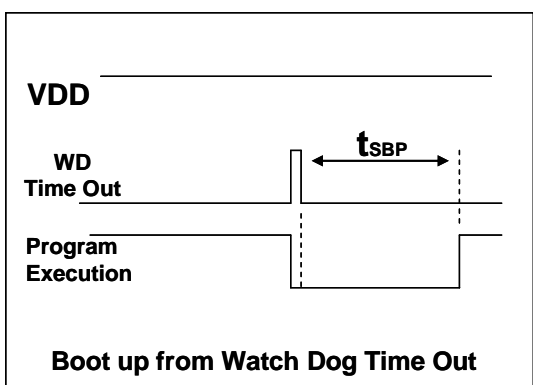 VDD
tSBP
WD
Time Out
Program
Execution
Boot up from Watch Dog Time Out